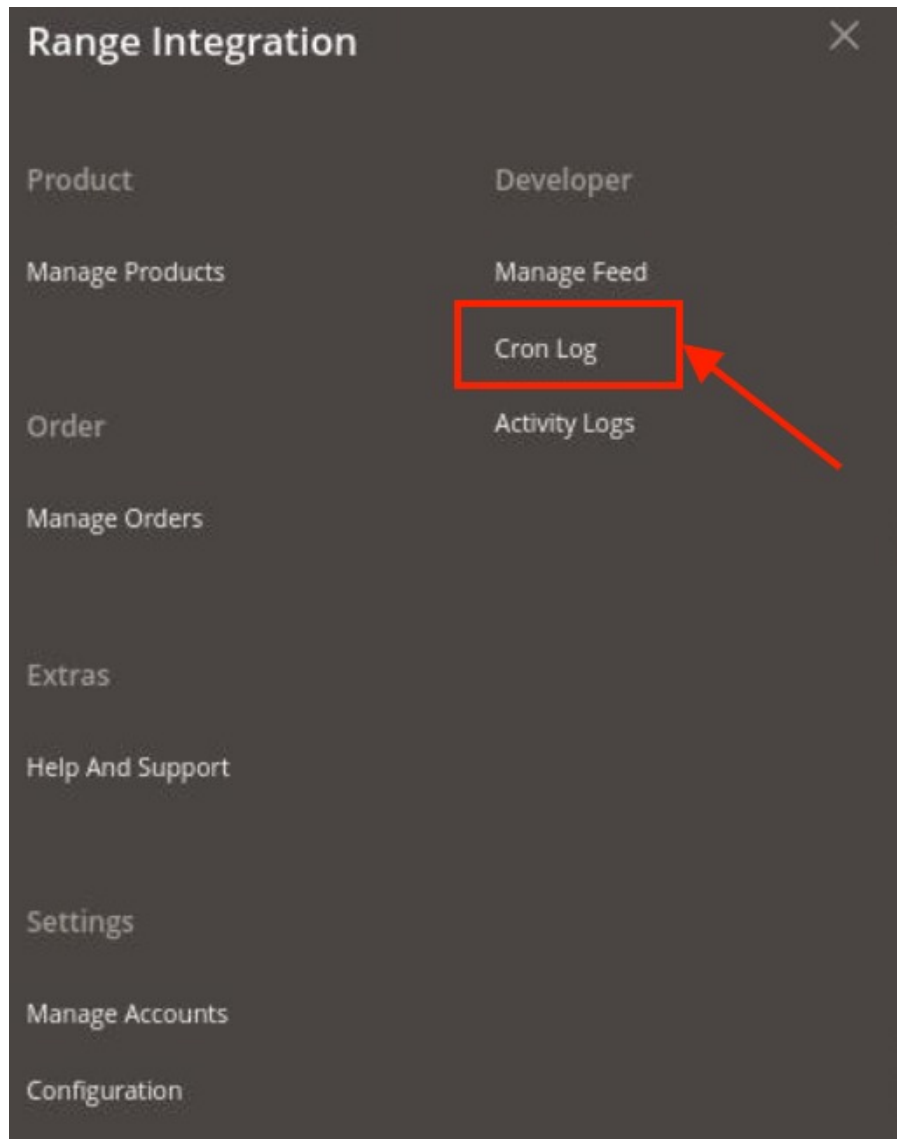 Range Integration
Product
Manage Products
Order
Manage Orders
Extras
Help And Support
Settings
Manage Accounts
Configuration
Developer
Manage Feed
Cron Log
Activity Logs